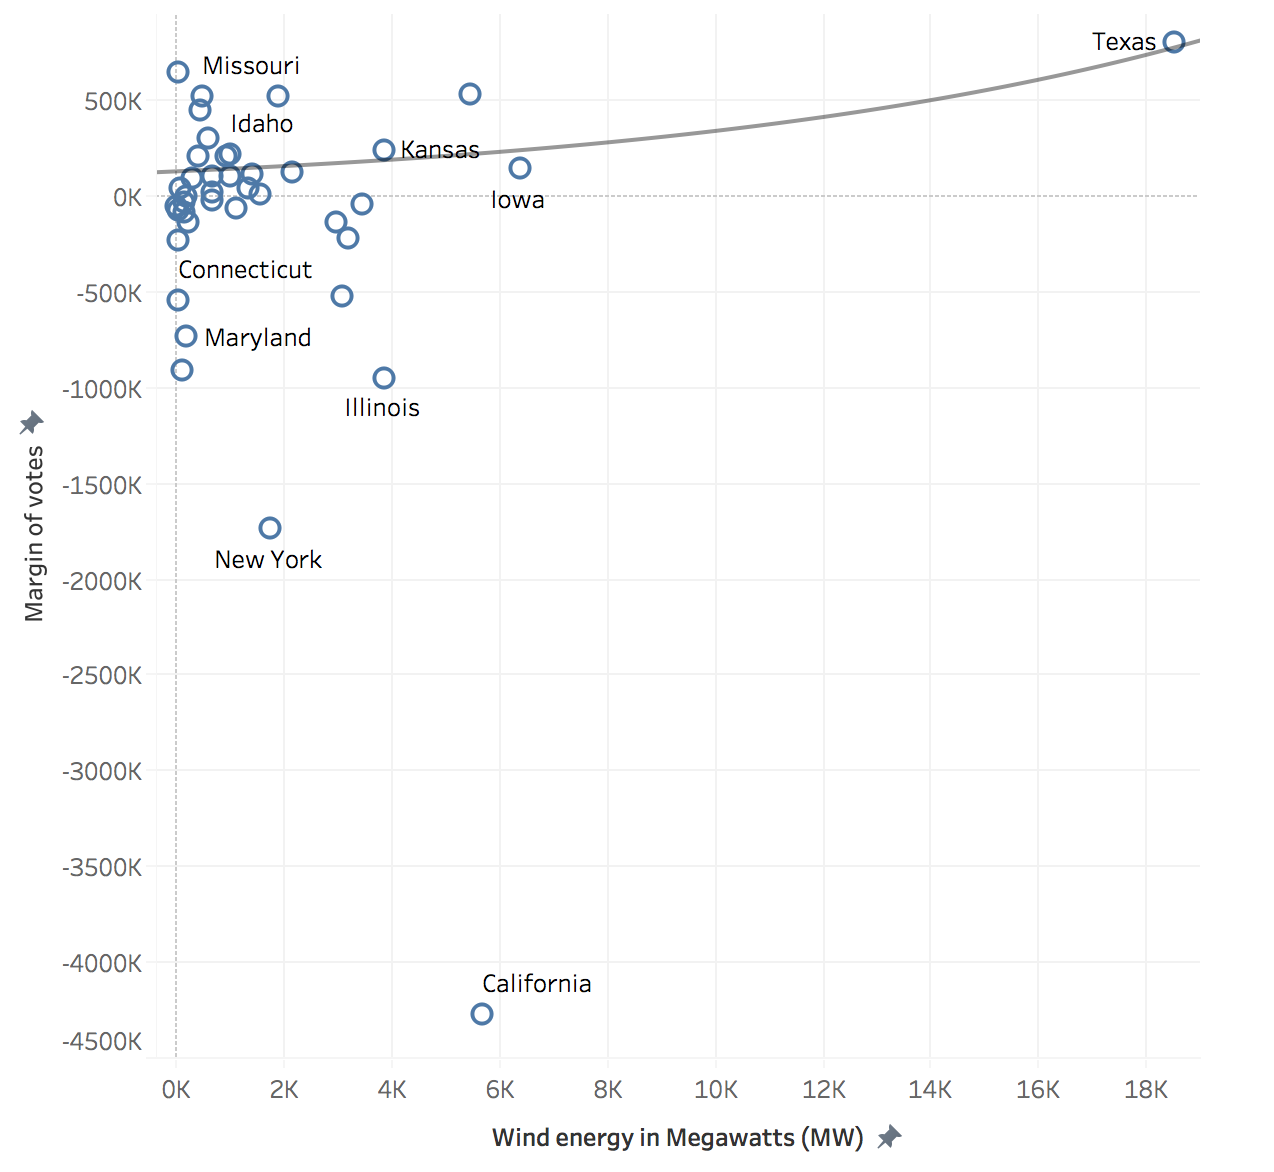 Texas
Missouri
500K
Idaho
Kansas
0K
Iowa
Connecticut
-500K
Maryland
-1000K
Illinois
-1500K
New York
-2000K
-2500K
-3000K
-3500K
-4000K
California
-4500K
Margin of votes
0K 2K 4K 6K 8K 10K 12K 14K 16K 18K
Wind energy in Megawatts (MW)